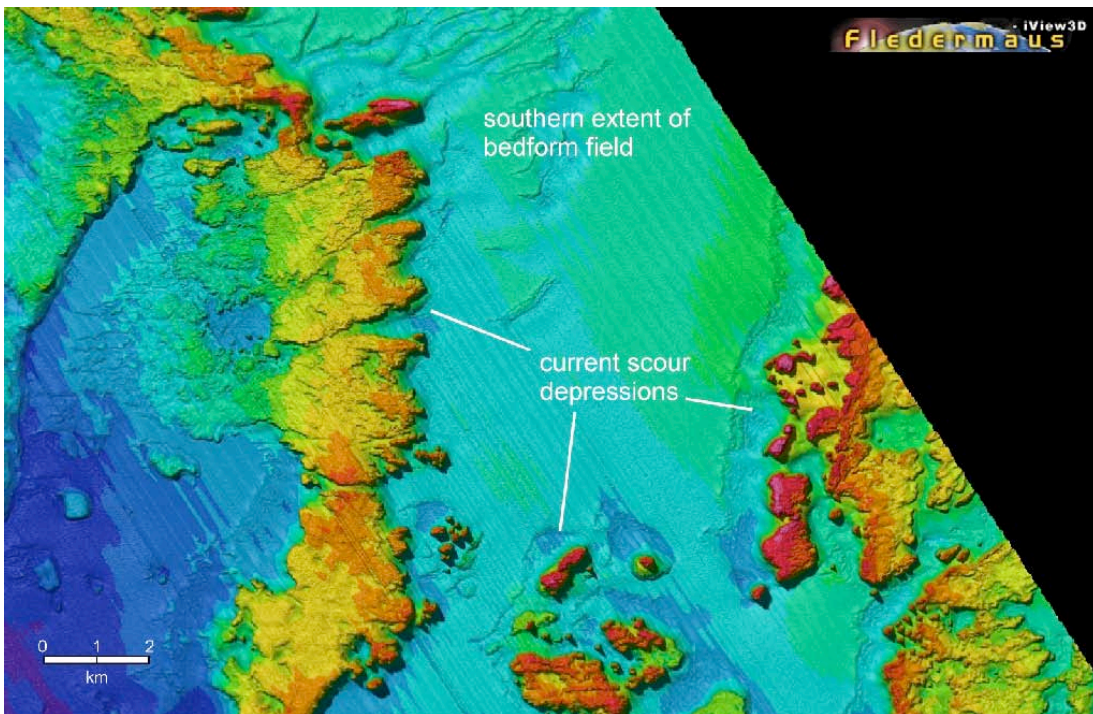 - iView3D
Fledermaus
southern extent of
bedform field
current scour
depressions
0 1 2
km